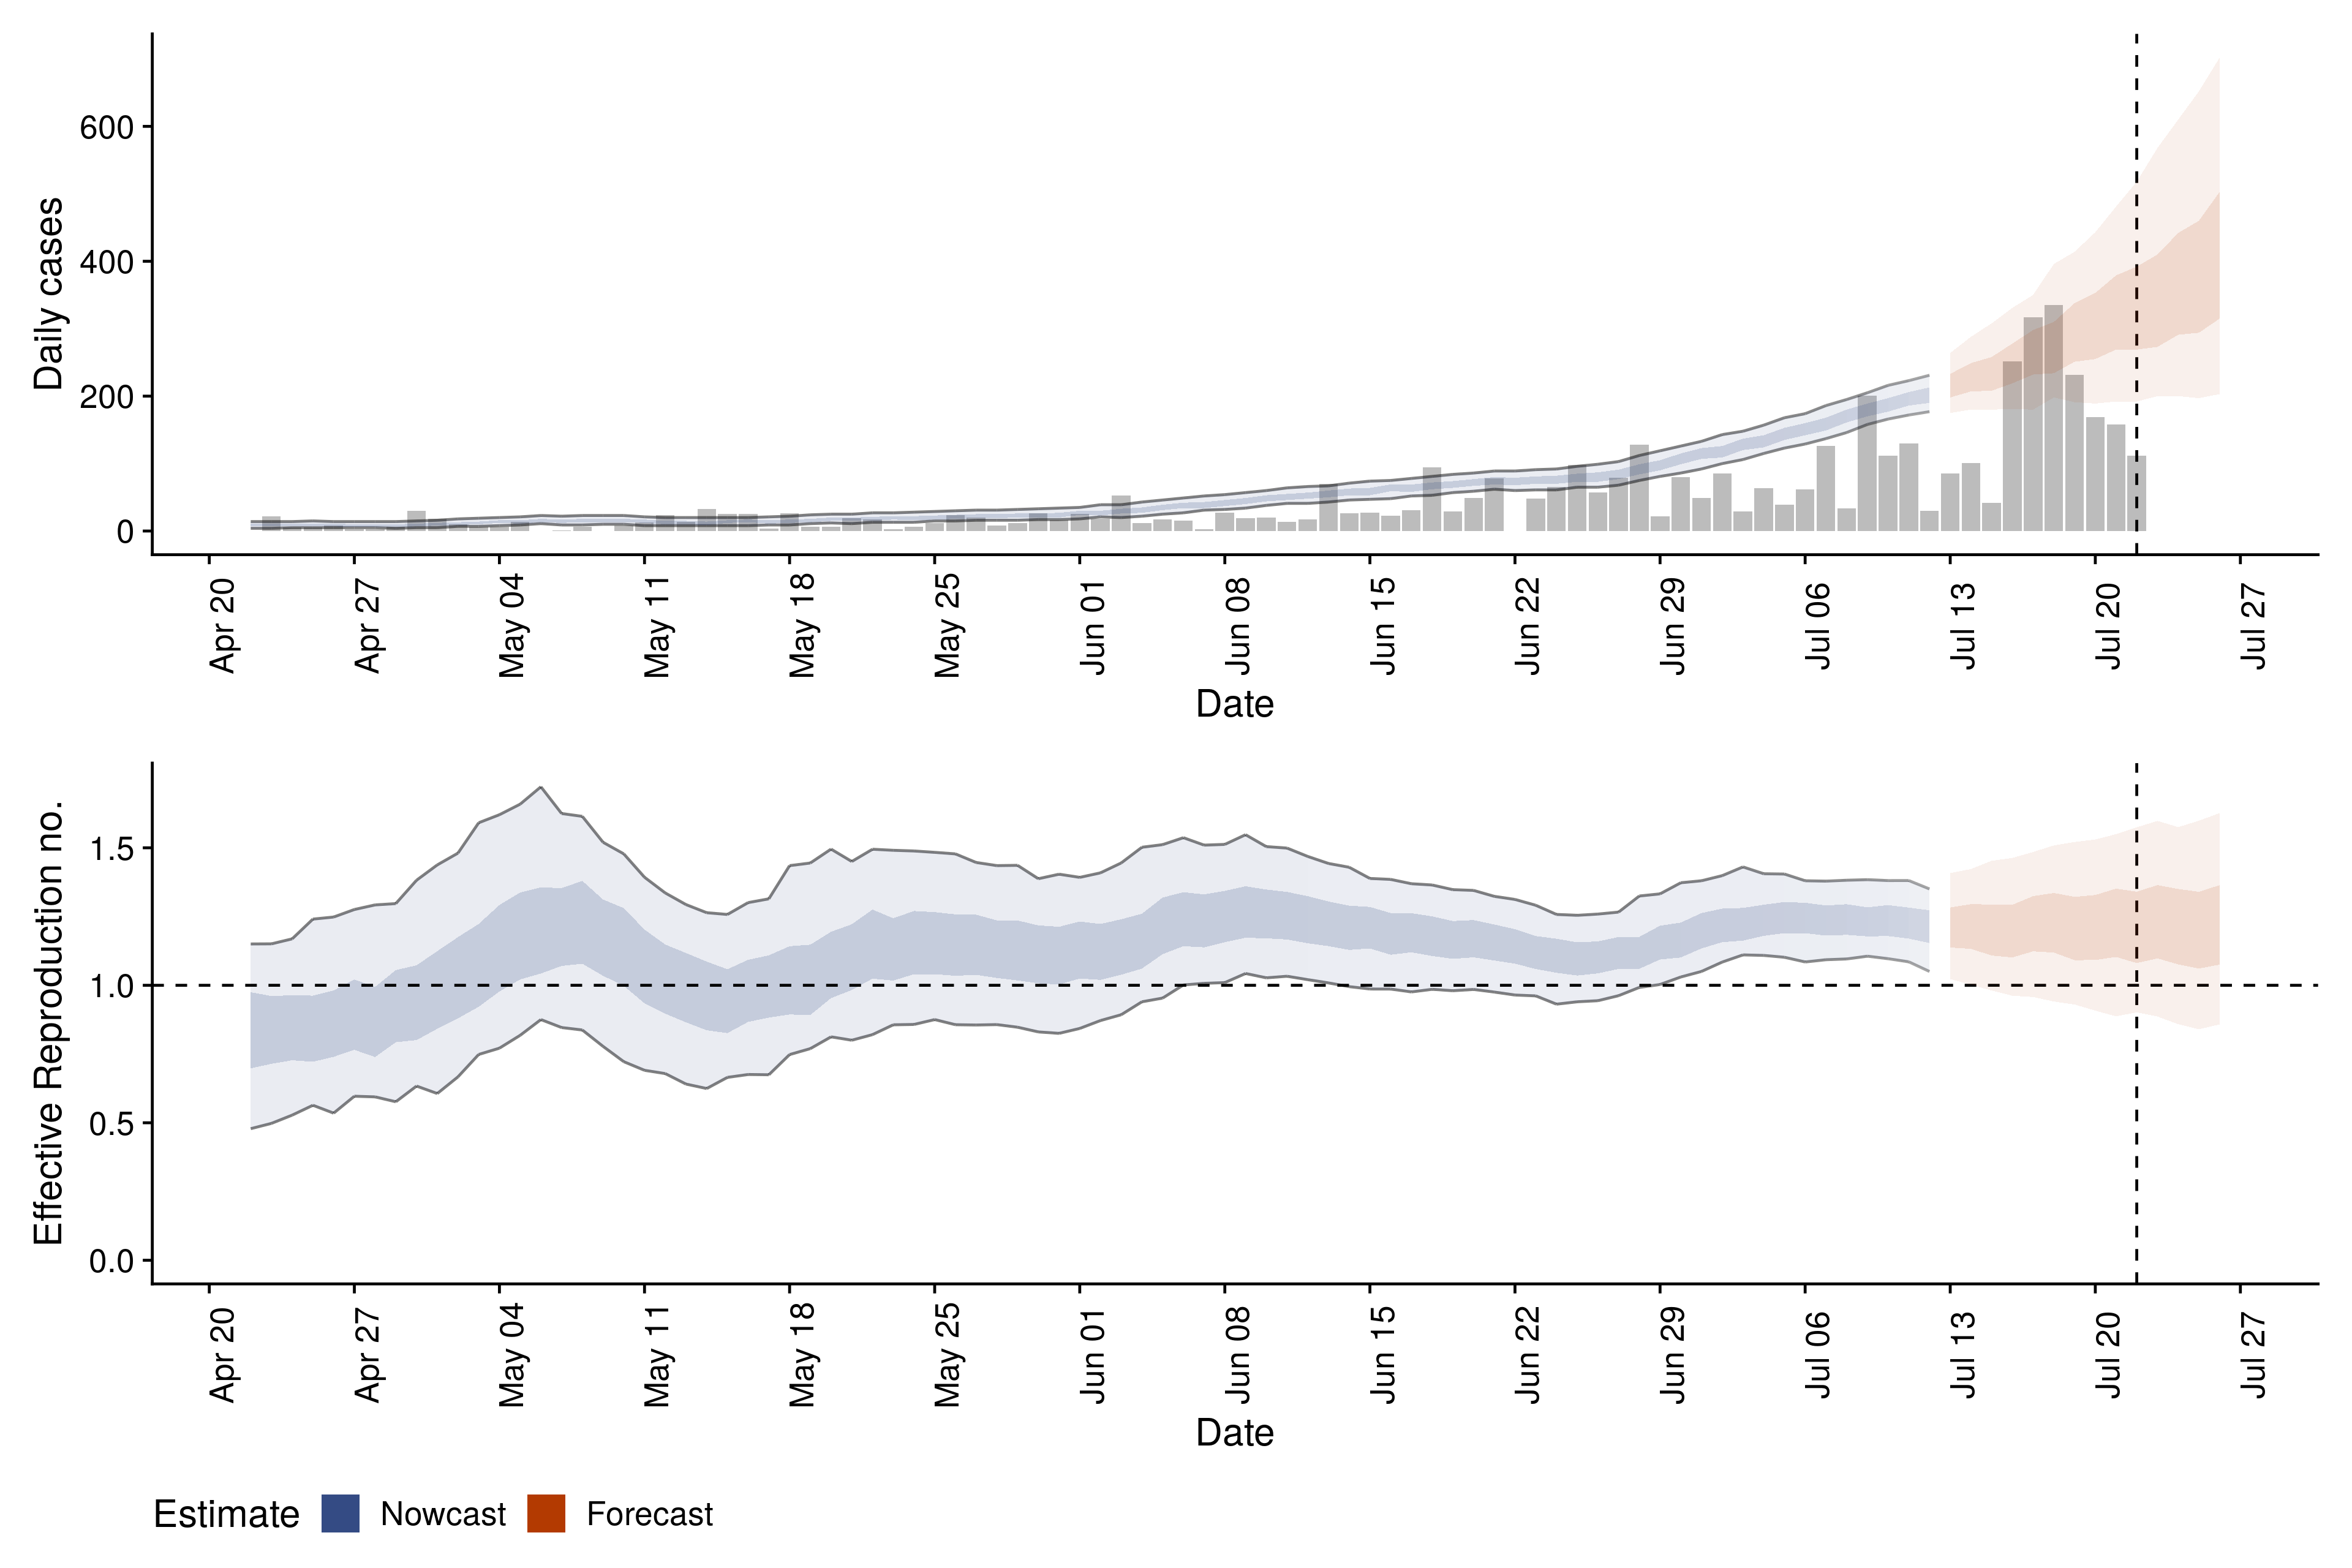 Daily cases
600
400
200
0
Apr 20
Apr 27
May 04
May 11
May 18
May 25
Jun 01
Jun 08
Jun 15
Jun 22
Jun 29
Jul 06
Jul 13
Jul 20
Jul 27
Date
Effective Reproduction no.
1.5
1.0
0.5
0.0
Apr 20
Apr 27
May 04
May 11
May 18
May 25
Jun 01
Jun 08
Jun 15
Jun 22
Jun 29
Jul 06
Jul 13
Jul 20
Jul 27
Date
Estimate Nowcast Forecast